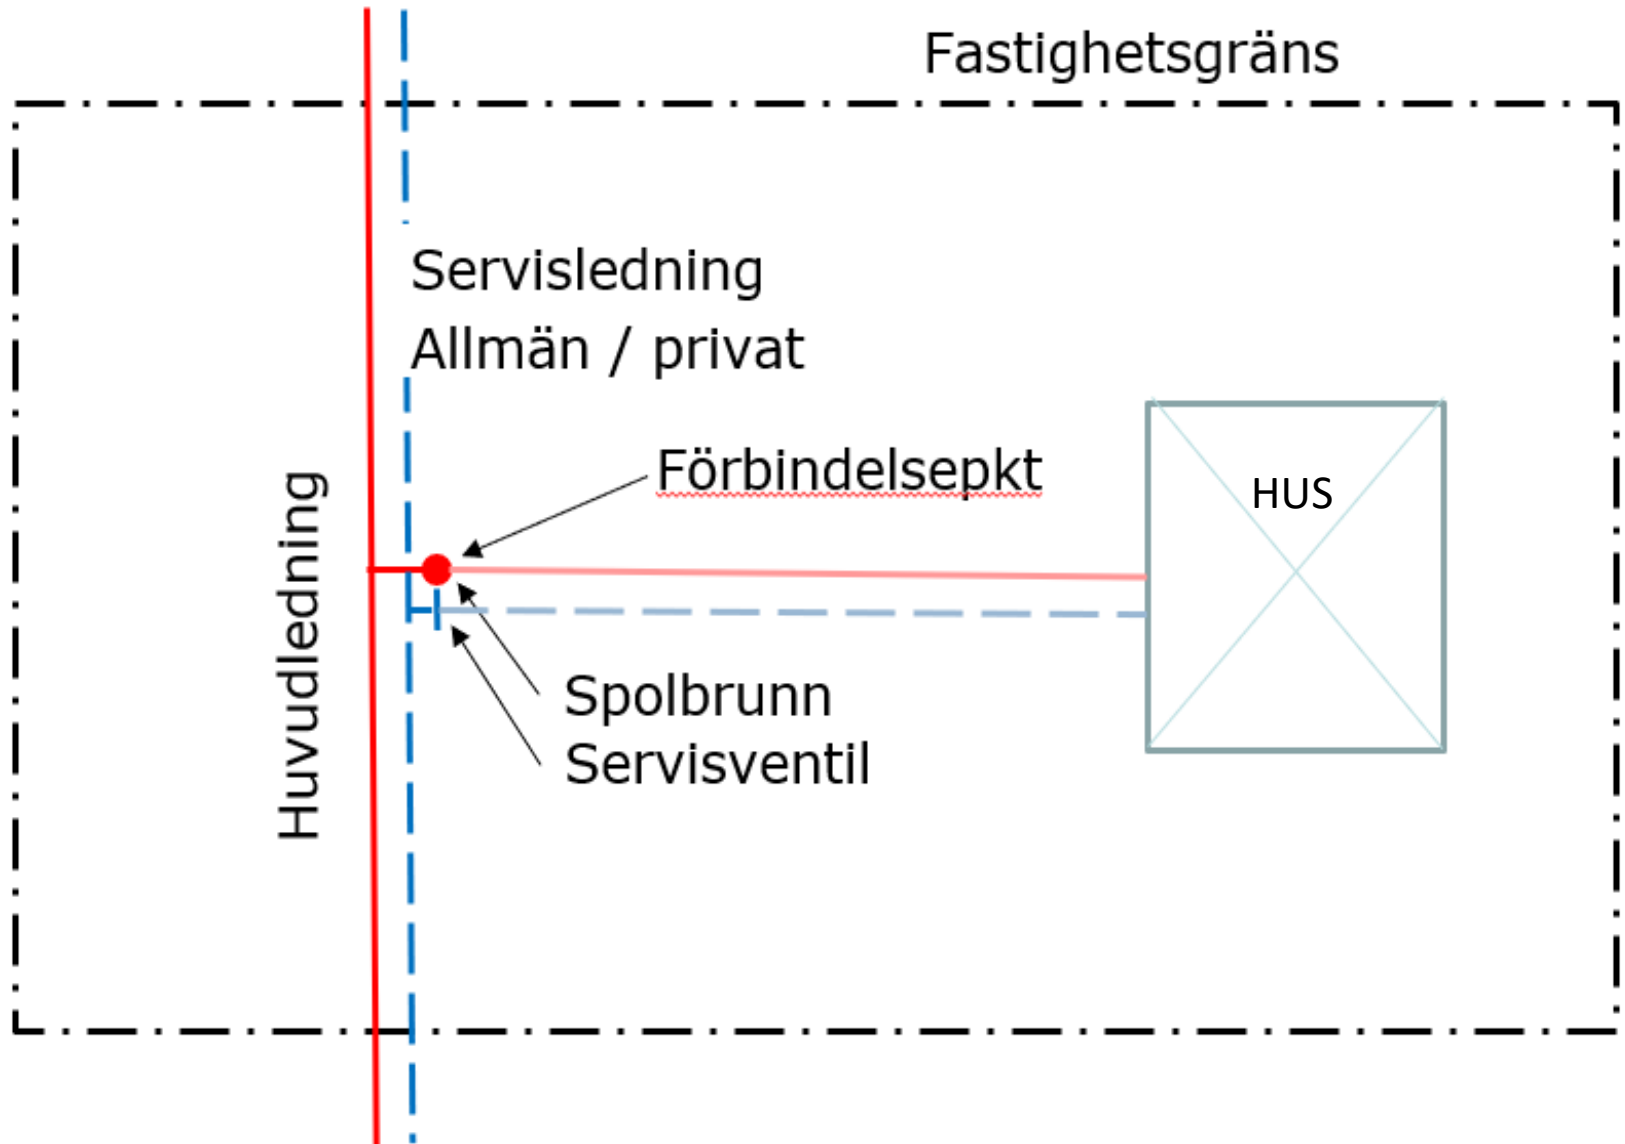 Fastighetsgräns
Servisledning
Allmän / privat
Förbindelsepkt
HUS
Huvudledning
Spolbrunn
Servisventil